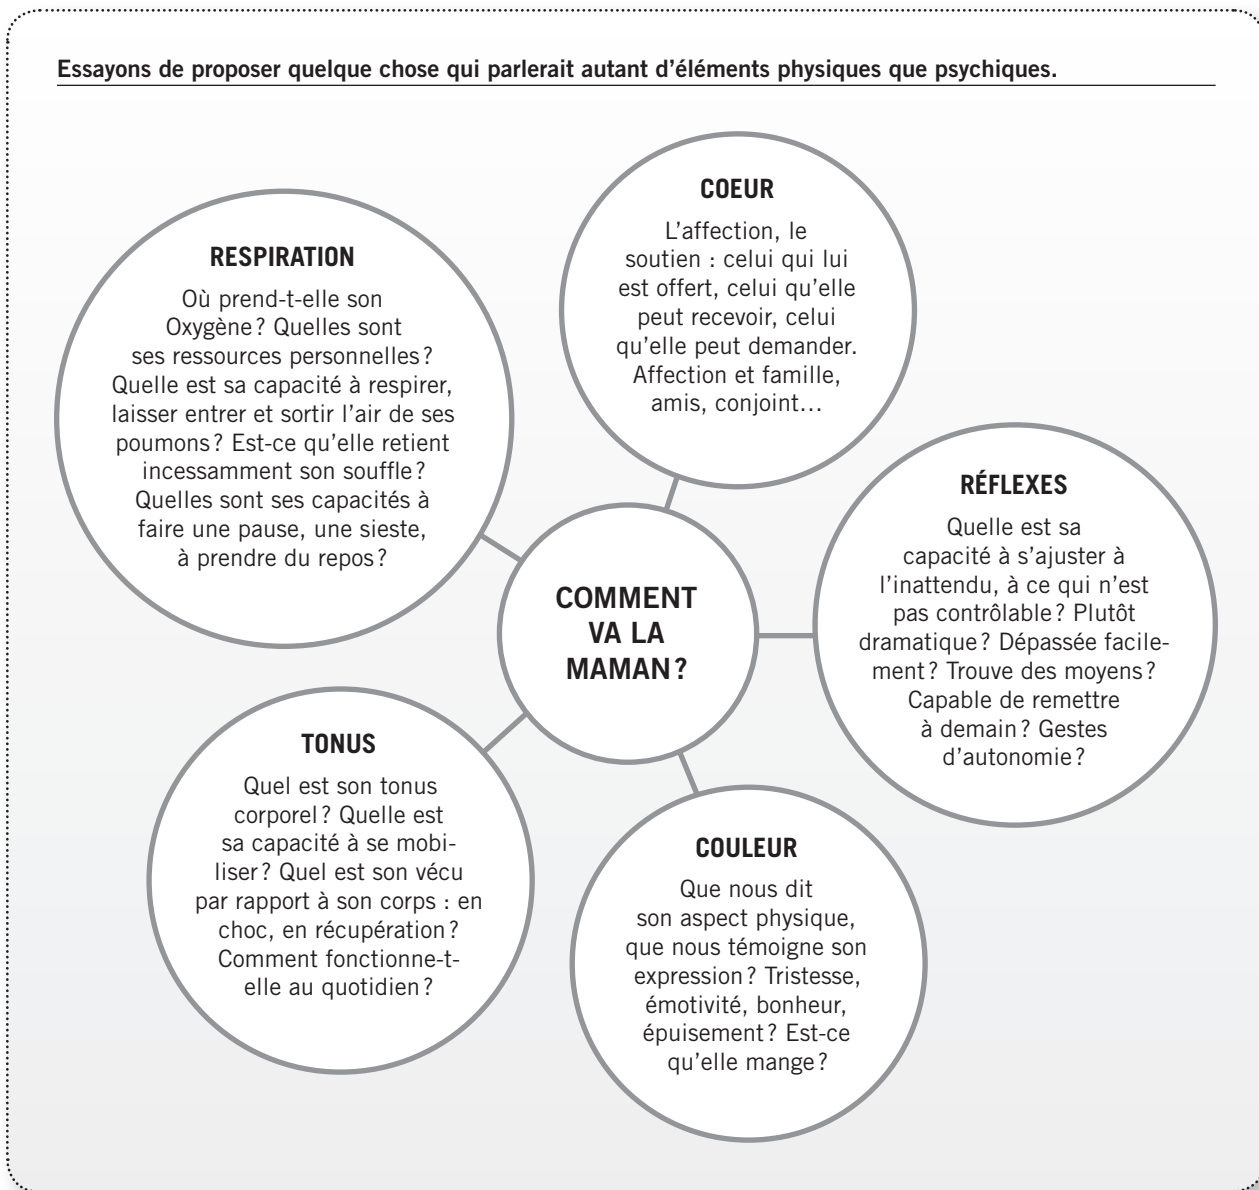 Essayons de proposer quelque chose qui parlerait autant d'éléments physiques que psychiques.
COEUR
L'affection, le
soutien : celui qui lui
est offert, celui qu'elle
peut recevoir, celui
qu'elle peut demander.
Affection et famille,
amis, conjoint…
RESPIRATION
Où prend-t-elle son
Oxygène ? Quelles sont
ses ressources personnelles ?
Quelle est sa capacité à respirer,
laisser entrer et sortir l'air de ses
poumons ? Est-ce qu'elle retient
incessamment son souffle ?
Quelles sont ses capacités à
faire une pause, une sieste,
à prendre du repos ?
RÉFLEXES
Quelle est sa
capacité à s'ajuster à
l'inattendu, à ce qui n'est
pas contrôlable ? Plutôt
dramatique ? Dépassée facile-
ment ? Trouve des moyens ?
Capable de remettre
à demain ? Gestes
d'autonomie ?
COMMENT
VA LA
MAMAN ?
TONUS
Quel est son tonus
corporel ? Quelle est
sa capacité à se mobi-
liser ? Quel est son vécu
par rapport à son corps : en
choc, en récupération ?
Comment fonctionne-t-
elle au quotidien ?
COULEUR
Que nous dit
son aspect physique,
que nous témoigne son
expression ? Tristesse,
émotivité, bonheur,
épuisement ? Est-ce
qu'elle mange ?